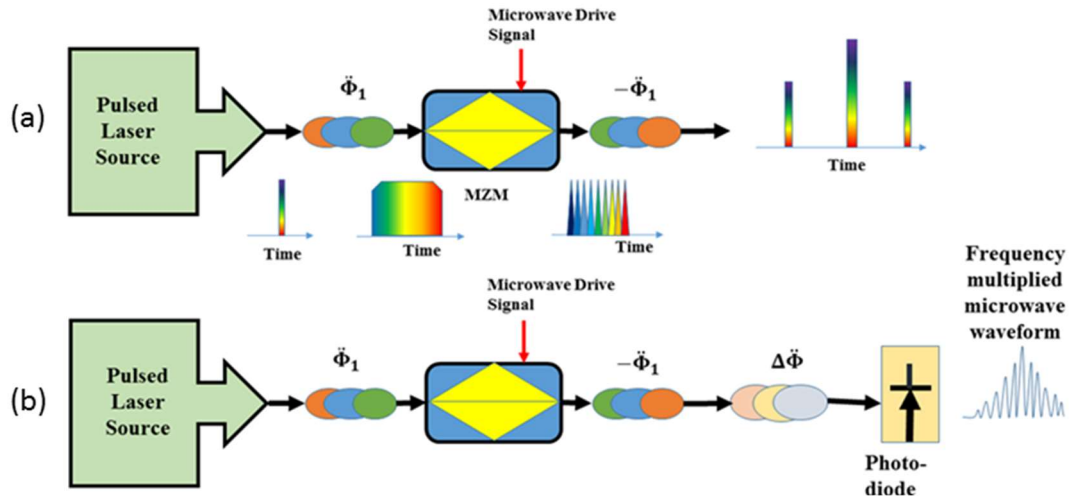 (a)
Pulsed
Laser
Source
Φ̈₁
Microwave Drive
Signal
MZM
−Φ̈₁
Time
Time
Time
Time
(b)
Pulsed
Laser
Source
Φ̈₁
Microwave Drive
Signal
−Φ̈₁
ΔΦ̈
Photo-
diode
Frequency
multiplied
microwave
waveform